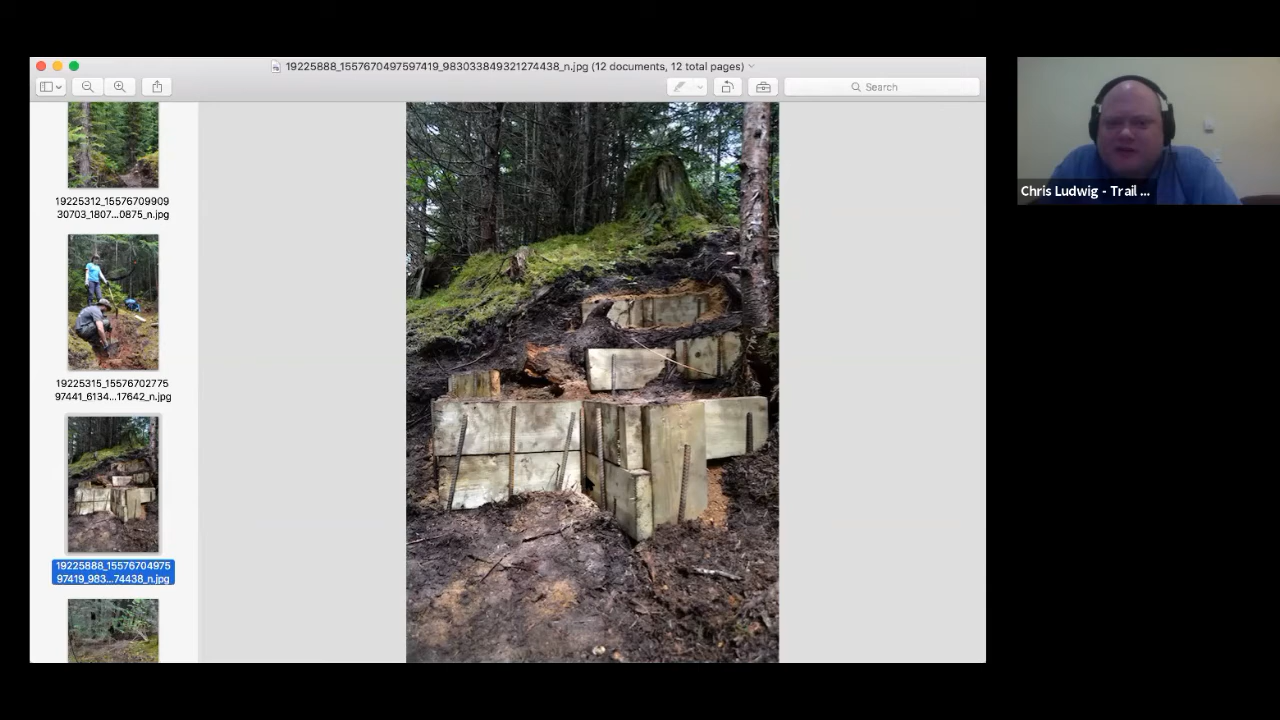 19225888_1557670497597419_983033849321274438_n.jpg (12 documents, 12 total pages)
Search
19225312_15576709909
30703_1807...0875_n.jpg
19225315_15576702775
97441_6134...17642_n.jpg
19225888_15576704975
97419_983...74438_n.jpg
Chris Ludwig - Trail ...